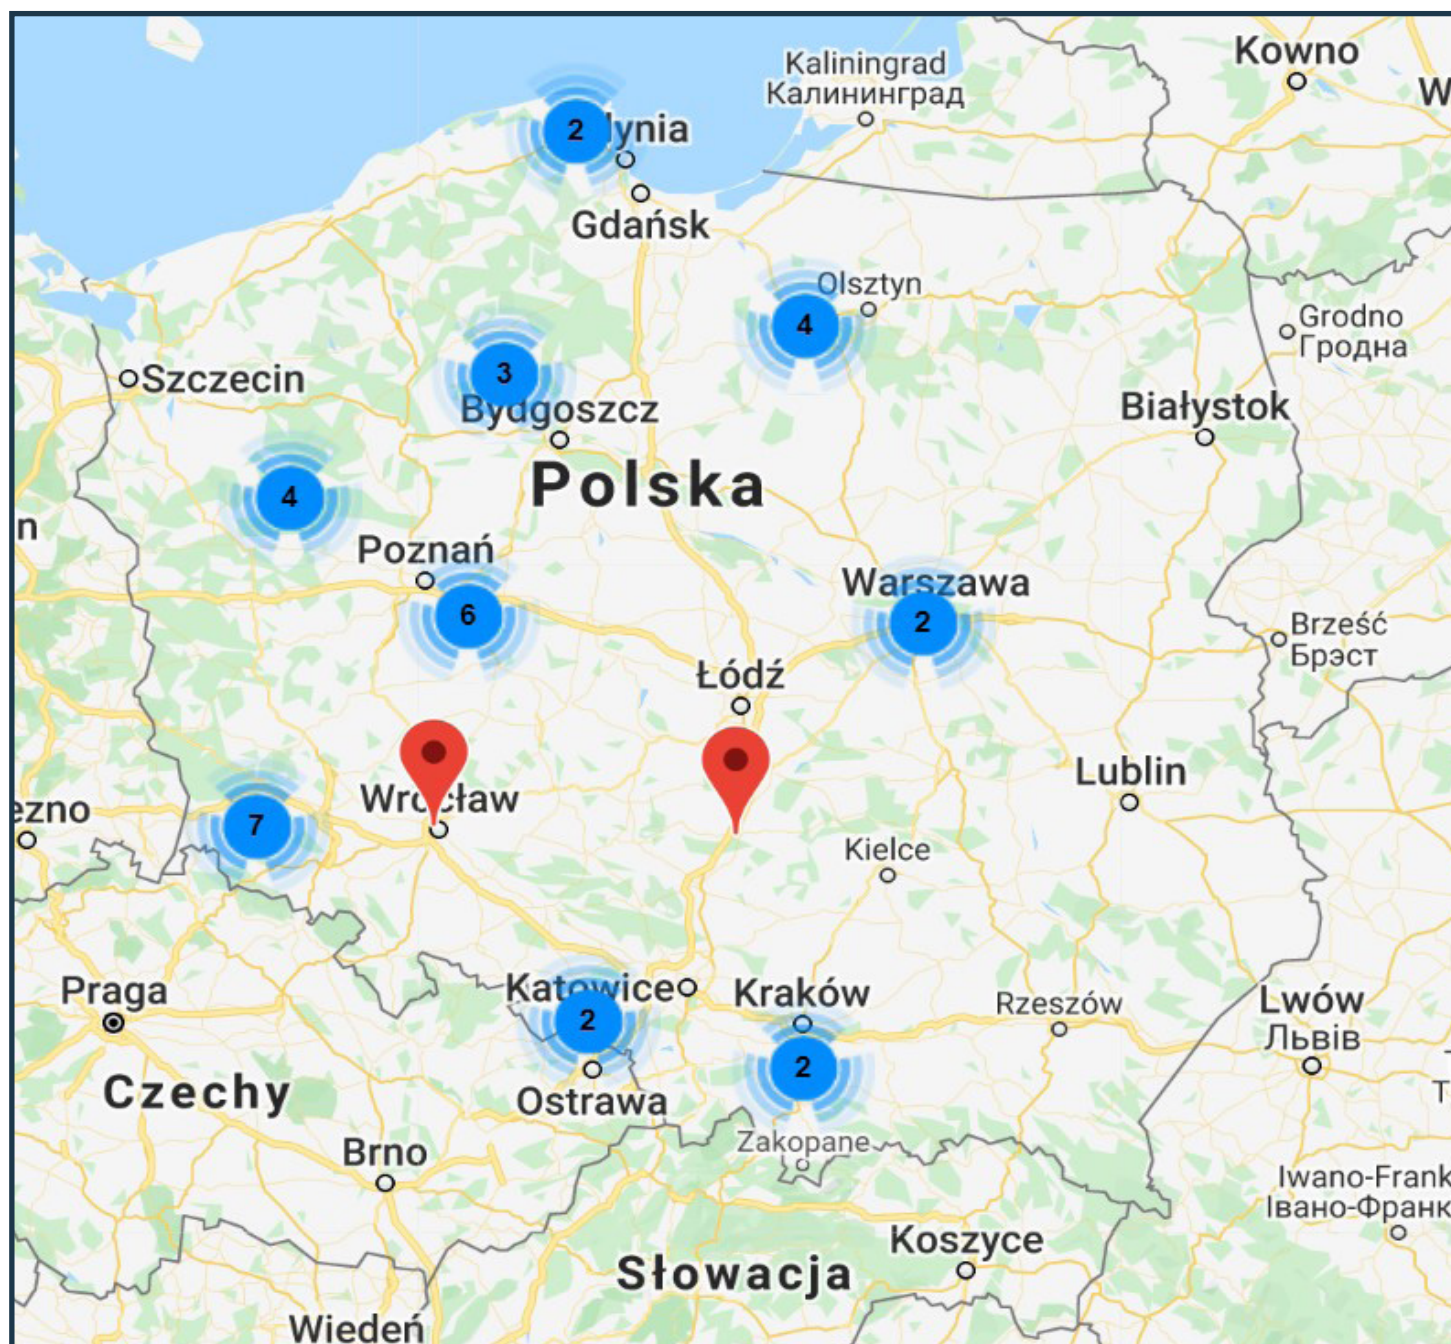 Kowno
Kaliningrad
Калининград
W
2
dynia
Gdańsk
Olsztyn
4
Grodno
Гродна
3
Szczecin
Bydgoszcz
Białystok
Polska
4
n
Poznań
Warszawa
6
2
Brześć
Брэст
Łódź
Wrocław
Lublin
ezno
7
Kielce
Praga
Katowice
Kraków
Rzeszów
Lwów
Львів
2
2
Czechy
Ostrawa
T
Brno
Zakopane
Iwano-Frank
Івано-Франк
Koszyce
Słowacja
Wiedeń